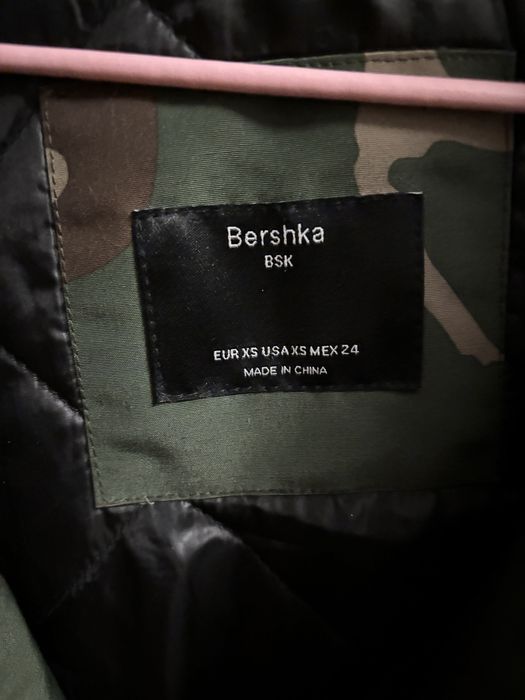 Bershka
BSK
EUR XS USA XS MEX 24
MADE IN CHINA